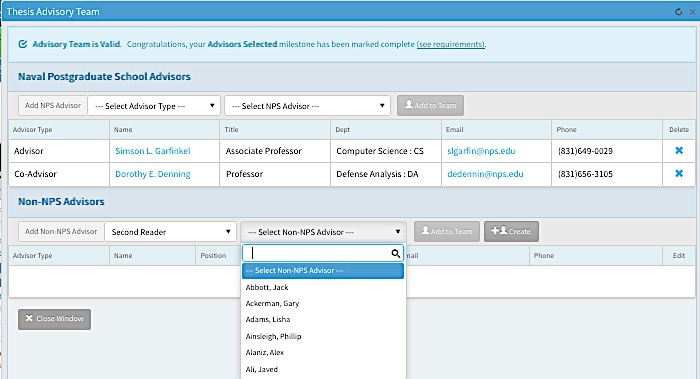 Thesis Advisory Team
Advisory Team is Valid. Congratulations, your Advisors Selected milestone has been marked complete (see requirements).
Naval Postgraduate School Advisors
Add NPS Advisor --- Select Advisor Type --- --- Select NPS Advisor --- Add to Team
Advisor Type Name Title Dept Email Phone Delete
Advisor Simson L. Garfinkel Associate Professor Computer Science : CS slgarfin@nps.edu (831)649-0029
Co-Advisor Dorothy E. Denning Professor Defense Analysis : DA dedennin@nps.edu (831)656-3105
Non-NPS Advisors
Add Non-NPS Advisor Second Reader --- Select Non-NPS Advisor --- Add to Team Create
Advisor Type Name Position mail Phone Edit
--- Select Non-NPS Advisor ---
Abbott, Jack
Ackerman, Gary
Adams, Lisha
Ainsleigh, Phillip
Alaniz, Alex
Ali, Javed
Close Window